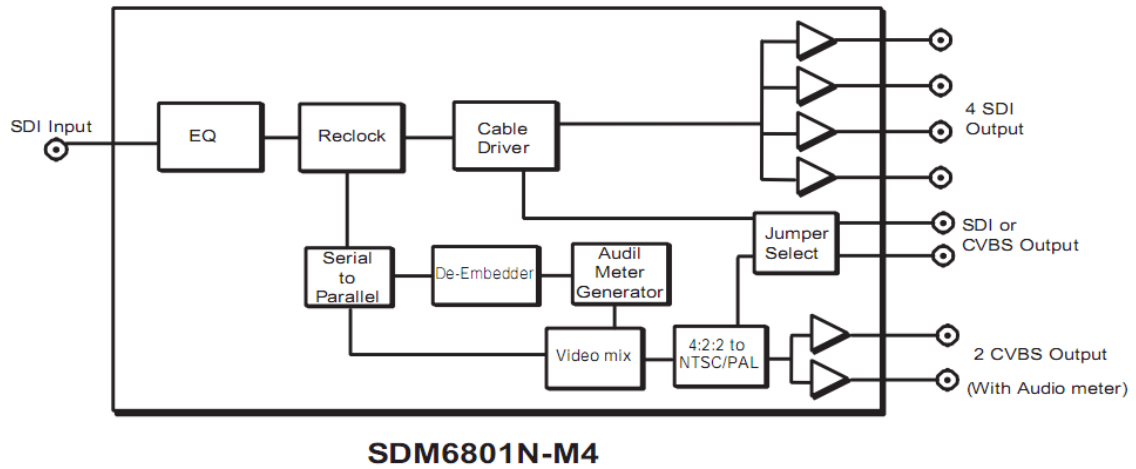 SDI Input
EQ
Reclock
Cable
Driver
4 SDI
Output
Serial
to
Parallel
De-Embedder
Audil
Meter
Generator
Jumper
Select
SDI or
CVBS Output
Video mix
4:2:2 to
NTSC/PAL
2 CVBS Output
(With Audio meter)
SDM6801N-M4